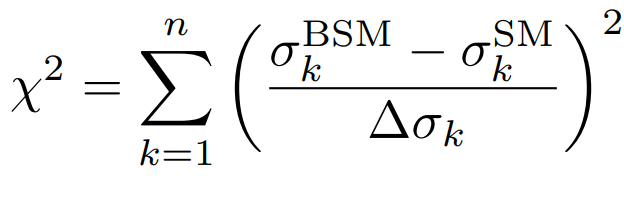 χ² = ∑_{k=1}^{n} ( (σ_k^{BSM} − σ_k^{SM}) / Δσ_k )²